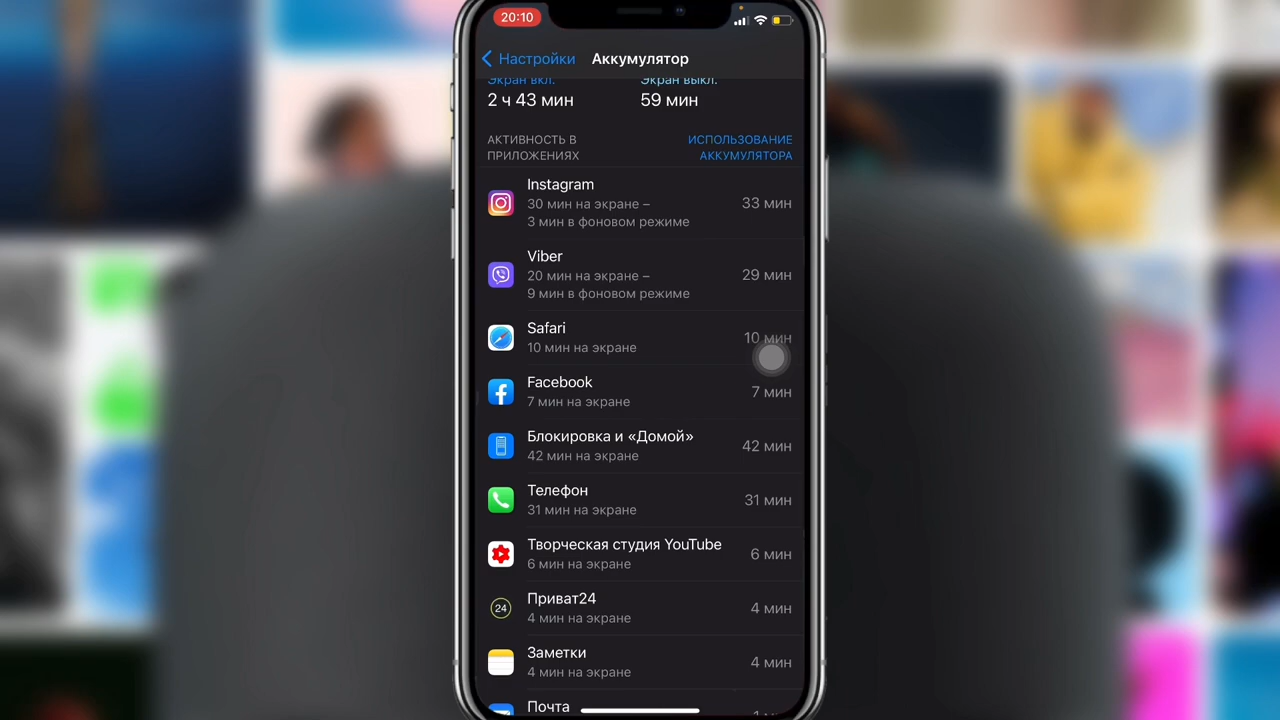 20:10
Настройки
Аккумулятор
Экран вкл.
Экран выкл.
2 ч 43 мин
59 мин
АКТИВНОСТЬ В
ПРИЛОЖЕНИЯХ
ИСПОЛЬЗОВАНИЕ
АККУМУЛЯТОРА
Instagram
30 мин на экране –
3 мин в фоновом режиме
33 мин
Viber
20 мин на экране –
9 мин в фоновом режиме
29 мин
Safari
10 мин на экране
10 мин
Facebook
7 мин на экране
7 мин
Блокировка и «Домой»
42 мин на экране
42 мин
Телефон
31 мин на экране
31 мин
Творческая студия YouTube
6 мин на экране
6 мин
24
Приват24
4 мин на экране
4 мин
Заметки
4 мин на экране
4 мин
Почта